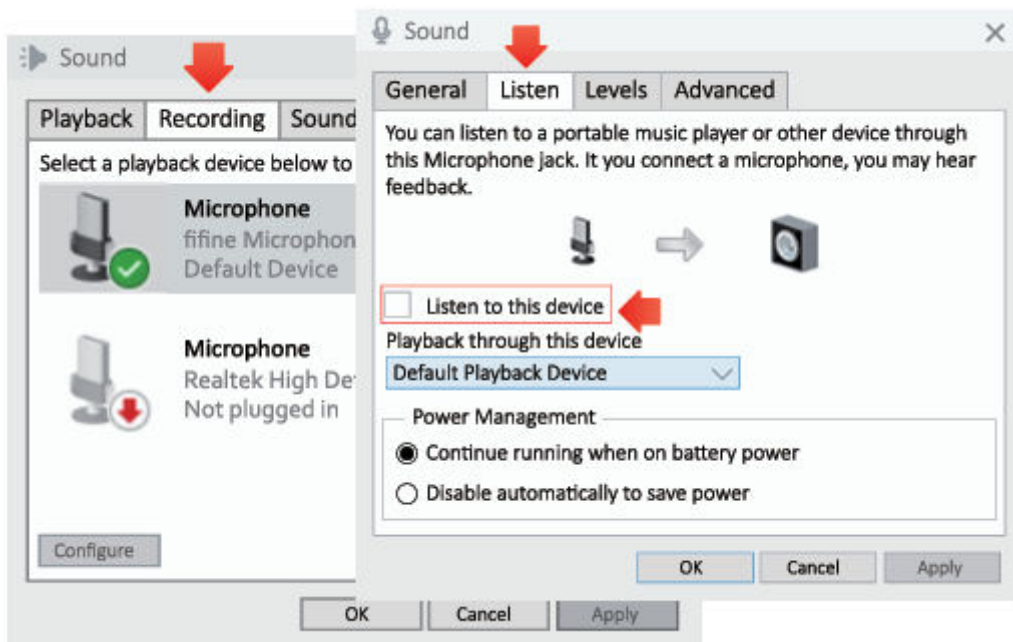 Sound
Playback
Recording
Sound
Select a playback device below to
Microphone
fifine Microphon
Default Device
Microphone
Realtek High De
Not plugged in
Configure
OK
Cancel
Apply
Sound
General
Listen
Levels
Advanced
You can listen to a portable music player or other device through
this Microphone jack. It you connect a microphone, you may hear
feedback.
Listen to this device
Playback through this device
Default Playback Device
Power Management
Continue running when on battery power
Disable automatically to save power
OK
Cancel
Apply